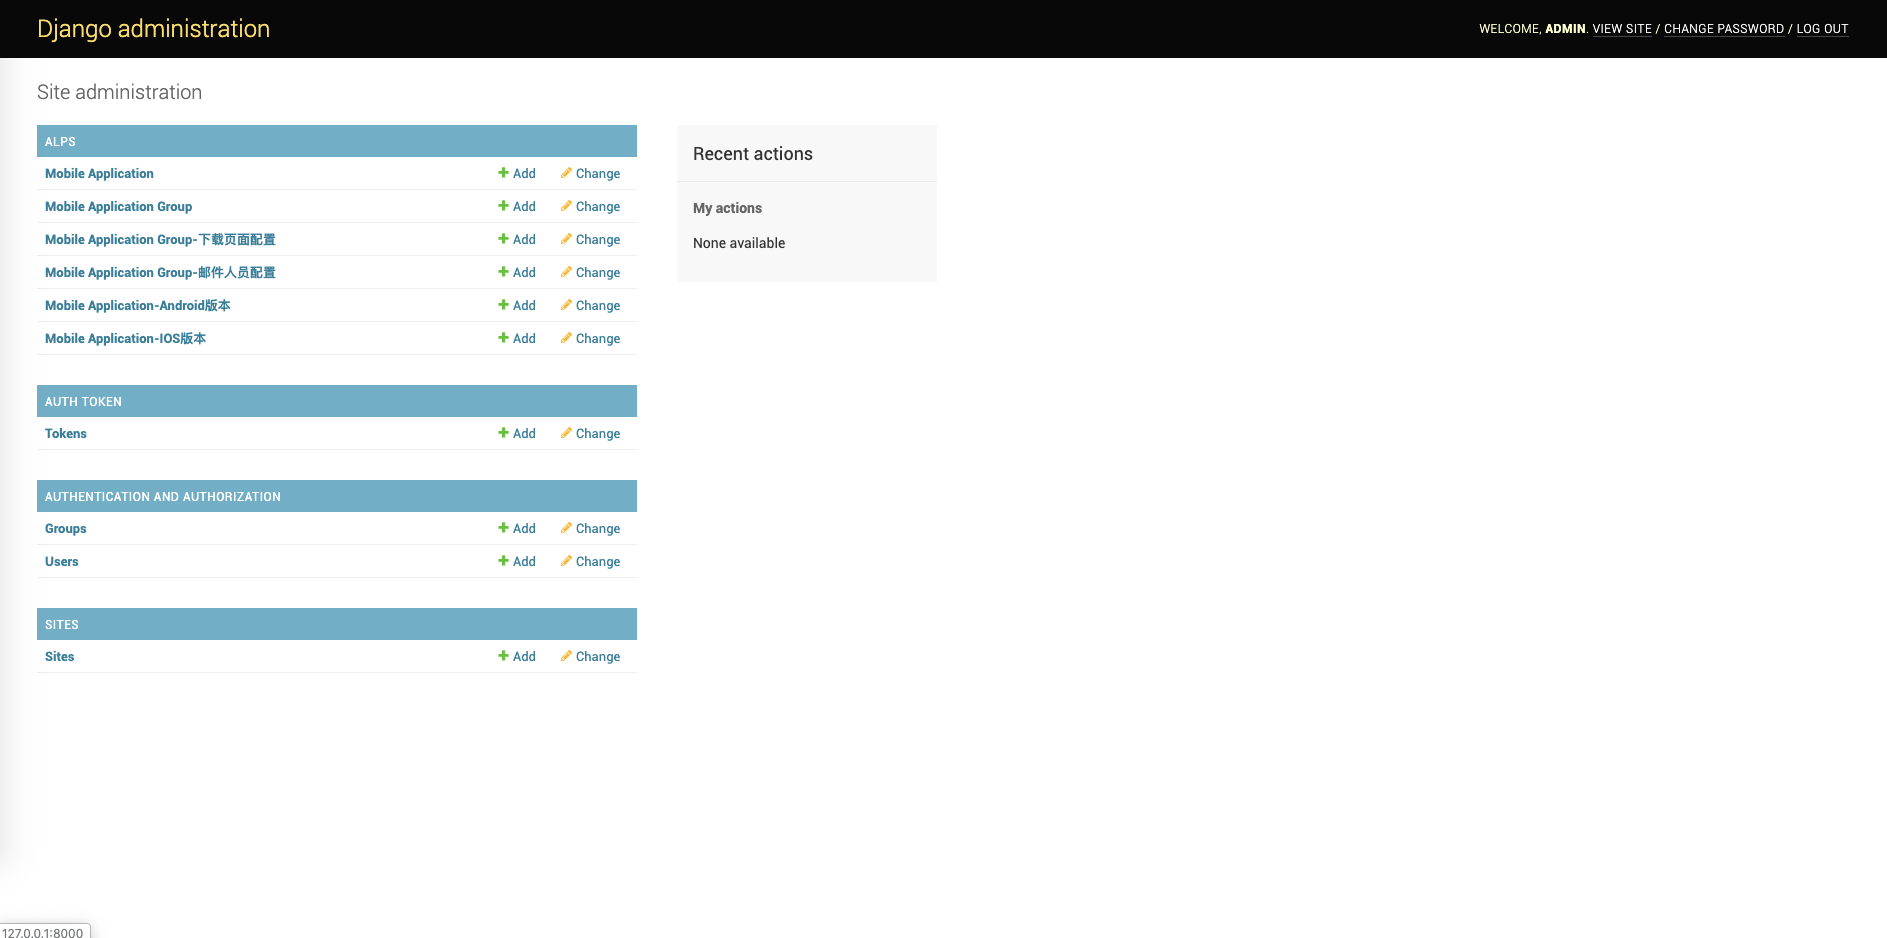 Django administration
WELCOME, ADMIN. VIEW SITE / CHANGE PASSWORD / LOG OUT
Site administration
ALPS
Mobile Application Add Change
Mobile Application Group Add Change
Mobile Application Group-下载页面配置 Add Change
Mobile Application Group-邮件人员配置 Add Change
Mobile Application-Android版本 Add Change
Mobile Application-IOS版本 Add Change
AUTH TOKEN
Tokens Add Change
AUTHENTICATION AND AUTHORIZATION
Groups Add Change
Users Add Change
SITES
Sites Add Change
Recent actions
My actions
None available
127.0.0.1:8000